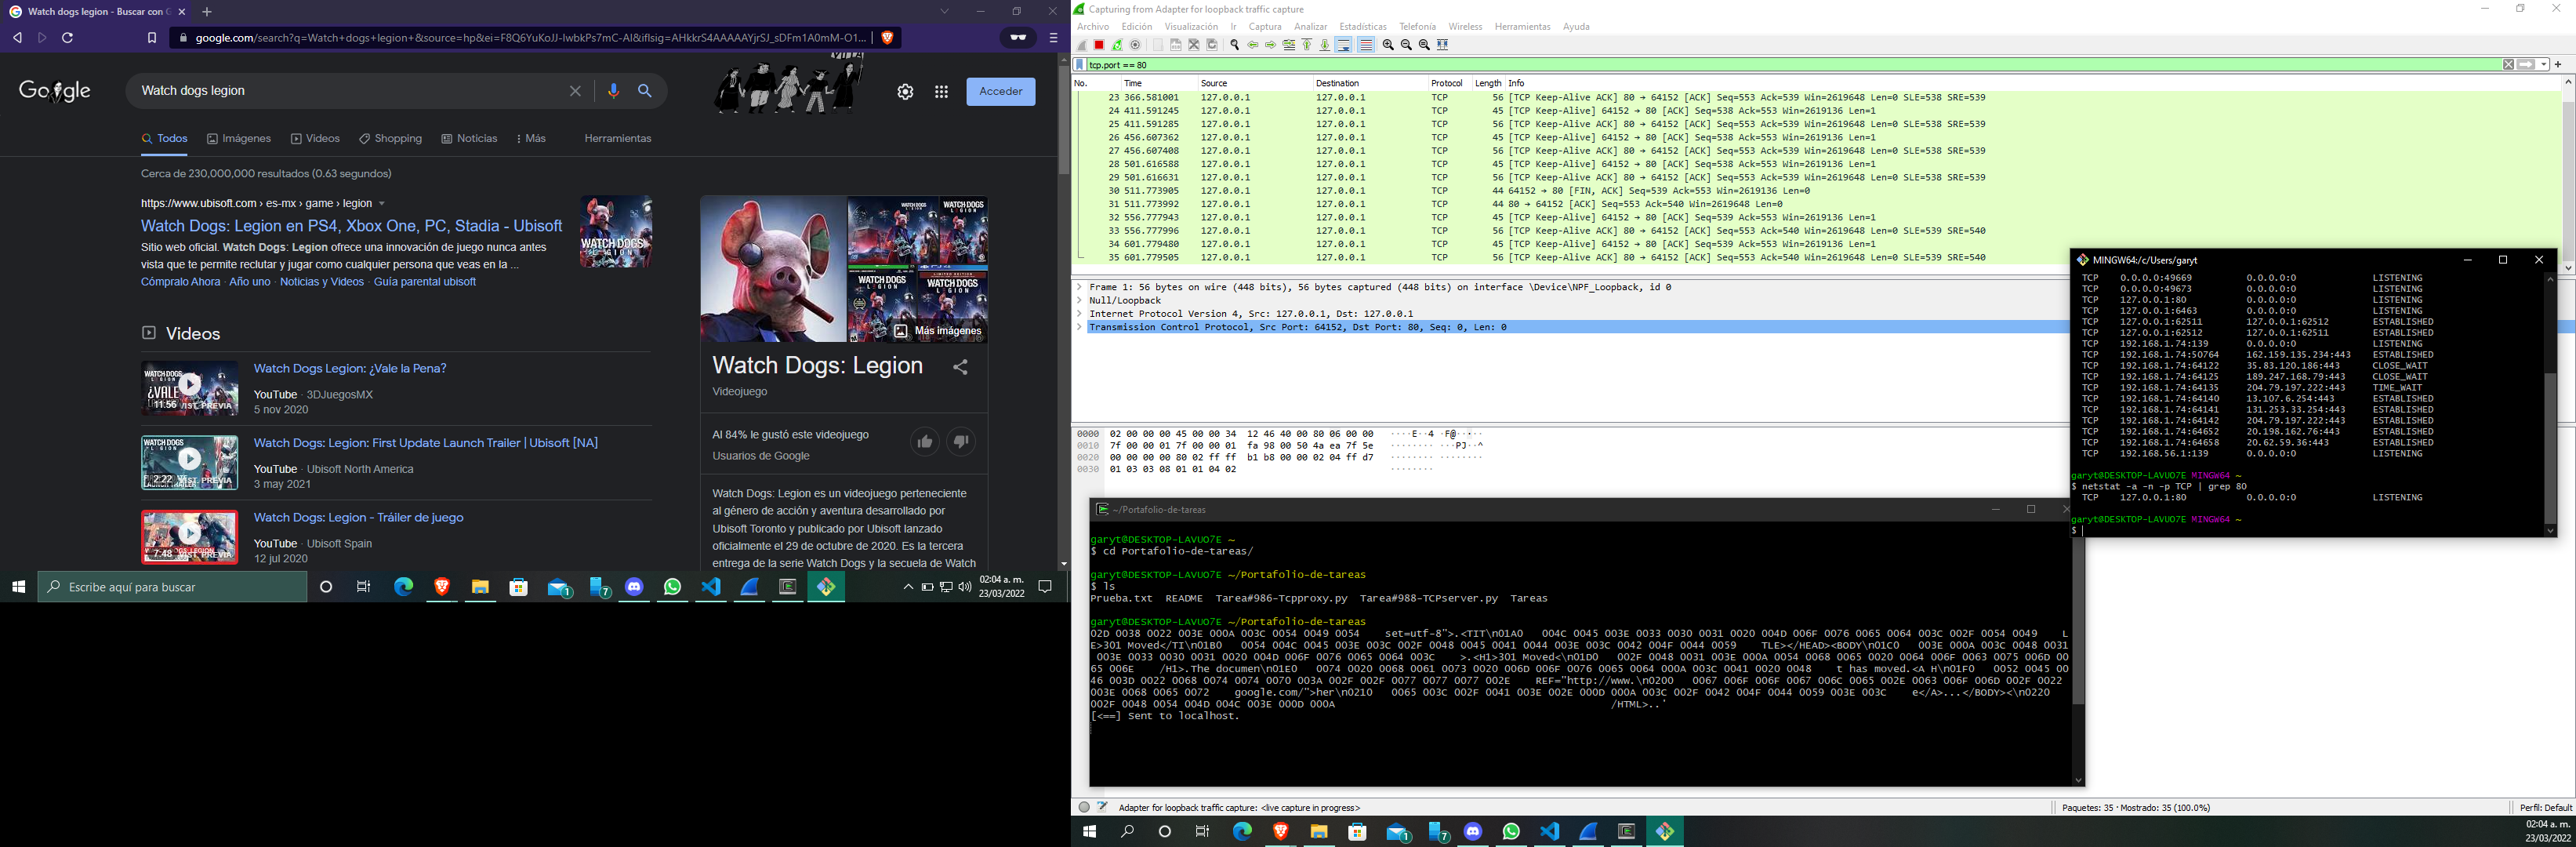 Watch dogs legion - Buscar con G
google.com/search?q=Watch+dogs+legion+&source=hp&ei=F8Q6YuKoJJ-IwbkPs7mC-AI&iflsig=AHkkrS4AAAAAYjrSJ_sDFm1A0mM-O1...
Google
Watch dogs legion
Acceder
Todos
Imágenes
Videos
Shopping
Noticias
Más
Herramientas
Cerca de 230,000,000 resultados (0.63 segundos)
https://www.ubisoft.com › es-mx › game › legion
Watch Dogs: Legion en PS4, Xbox One, PC, Stadia - Ubisoft
Sitio web oficial. Watch Dogs: Legion ofrece una innovación de juego nunca antes
vista que te permite reclutar y jugar como cualquier persona que veas en la ...
Cómpralo Ahora · Año uno · Noticias y Videos · Guía parental ubisoft
WATCH DOGS
Videos
Watch Dogs Legion: ¿Vale la Pena?
YouTube · 3DJuegosMX
5 nov 2020
11:56
VIST. PREVIA
Watch Dogs: Legion: First Update Launch Trailer | Ubisoft [NA]
YouTube · Ubisoft North America
3 may 2021
2:22
VIST. PREVIA
Watch Dogs: Legion - Tráiler de juego
YouTube · Ubisoft Spain
12 jul 2020
7:48
VIST. PREVIA
Más imágenes
Watch Dogs: Legion
Videojuego
Al 84% le gustó este videojuego
Usuarios de Google
Watch Dogs: Legion es un videojuego perteneciente
al género de acción y aventura desarrollado por
Ubisoft Toronto y publicado por Ubisoft lanzado
oficialmente el 29 de octubre de 2020. Es la tercera
entrega de la serie Watch Dogs y la secuela de Watch
Escribe aquí para buscar
02:04 a. m.
23/03/2022
Capturing from Adapter for loopback traffic capture
Archivo Edición Visualización Ir Captura Analizar Estadísticas Telefonía Wireless Herramientas Ayuda
tcp.port == 80
No. Time Source Destination Protocol Length Info
23 366.581001 127.0.0.1 127.0.0.1 TCP 56 [TCP Keep-Alive ACK] 80 → 64152 [ACK] Seq=553 Ack=539 Win=2619648 Len=0 SLE=538 SRE=539
24 411.591245 127.0.0.1 127.0.0.1 TCP 45 [TCP Keep-Alive] 64152 → 80 [ACK] Seq=538 Ack=553 Win=2619136 Len=1
25 411.591285 127.0.0.1 127.0.0.1 TCP 56 [TCP Keep-Alive ACK] 80 → 64152 [ACK] Seq=553 Ack=539 Win=2619648 Len=0 SLE=538 SRE=539
26 456.607362 127.0.0.1 127.0.0.1 TCP 45 [TCP Keep-Alive] 64152 → 80 [ACK] Seq=538 Ack=553 Win=2619136 Len=1
27 456.607408 127.0.0.1 127.0.0.1 TCP 56 [TCP Keep-Alive ACK] 80 → 64152 [ACK] Seq=553 Ack=539 Win=2619648 Len=0 SLE=538 SRE=539
28 501.616588 127.0.0.1 127.0.0.1 TCP 45 [TCP Keep-Alive] 64152 → 80 [ACK] Seq=538 Ack=553 Win=2619136 Len=1
29 501.616631 127.0.0.1 127.0.0.1 TCP 56 [TCP Keep-Alive ACK] 80 → 64152 [ACK] Seq=553 Ack=539 Win=2619648 Len=0 SLE=538 SRE=539
30 511.773905 127.0.0.1 127.0.0.1 TCP 44 64152 → 80 [FIN, ACK] Seq=539 Ack=553 Win=2619136 Len=0
31 511.773992 127.0.0.1 127.0.0.1 TCP 44 80 → 64152 [ACK] Seq=553 Ack=540 Win=2619648 Len=0
32 556.777943 127.0.0.1 127.0.0.1 TCP 45 [TCP Keep-Alive] 64152 → 80 [ACK] Seq=539 Ack=553 Win=2619136 Len=1
33 556.777996 127.0.0.1 127.0.0.1 TCP 56 [TCP Keep-Alive ACK] 80 → 64152 [ACK] Seq=553 Ack=540 Win=2619648 Len=0 SLE=539 SRE=540
34 601.779480 127.0.0.1 127.0.0.1 TCP 45 [TCP Keep-Alive] 64152 → 80 [ACK] Seq=539 Ack=553 Win=2619136 Len=1
35 601.779505 127.0.0.1 127.0.0.1 TCP 56 [TCP Keep-Alive ACK] 80 → 64152 [ACK] Seq=553 Ack=540 Win=2619648 Len=0 SLE=539 SRE=540
Frame 1: 56 bytes on wire (448 bits), 56 bytes captured (448 bits) on interface \Device\NPF_Loopback, id 0
Null/Loopback
Internet Protocol Version 4, Src: 127.0.0.1, Dst: 127.0.0.1
Transmission Control Protocol, Src Port: 64152, Dst Port: 80, Seq: 0, Len: 0
0000 02 00 00 00 45 00 00 34 12 46 40 00 80 06 00 00 ····E··4 ·F@·····
0010 7f 00 00 01 7f 00 00 01 fa 98 00 50 4a ea 7f 5e ········ ···PJ··^
0020 00 00 00 00 80 02 ff ff b1 b8 00 00 02 04 ff d7 ········ ········
0030 01 03 03 08 01 01 04 02 ········
MINGW64:/c/Users/garyt
TCP 0.0.0.0:49669 0.0.0.0:0 LISTENING
TCP 0.0.0.0:49673 0.0.0.0:0 LISTENING
TCP 127.0.0.1:80 0.0.0.0:0 LISTENING
TCP 127.0.0.1:6463 0.0.0.0:0 LISTENING
TCP 127.0.0.1:62511 127.0.0.1:62512 ESTABLISHED
TCP 127.0.0.1:62512 127.0.0.1:62511 ESTABLISHED
TCP 192.168.1.74:139 0.0.0.0:0 LISTENING
TCP 192.168.1.74:50764 162.159.135.234:443 ESTABLISHED
TCP 192.168.1.74:64122 35.83.120.186:443 CLOSE_WAIT
TCP 192.168.1.74:64125 189.247.168.79:443 CLOSE_WAIT
TCP 192.168.1.74:64135 204.79.197.222:443 TIME_WAIT
TCP 192.168.1.74:64140 13.107.6.254:443 ESTABLISHED
TCP 192.168.1.74:64141 131.253.33.254:443 ESTABLISHED
TCP 192.168.1.74:64142 204.79.197.222:443 ESTABLISHED
TCP 192.168.1.74:64652 20.198.162.76:443 ESTABLISHED
TCP 192.168.1.74:64658 20.62.59.36:443 ESTABLISHED
TCP 192.168.56.1:139 0.0.0.0:0 LISTENING
garyt@DESKTOP-LAVUO7E MINGW64 ~
$ netstat -a -n -p TCP | grep 80
TCP 127.0.0.1:80 0.0.0.0:0 LISTENING
garyt@DESKTOP-LAVUO7E MINGW64 ~
$
~/Portafolio-de-tareas
garyt@DESKTOP-LAVUO7E ~
$ cd Portafolio-de-tareas/
garyt@DESKTOP-LAVUO7E ~/Portafolio-de-tareas
$ ls
Prueba.txt README Tarea#986-Tcpproxy.py Tarea#988-TCPserver.py Tareas
garyt@DESKTOP-LAVUO7E ~/Portafolio-de-tareas
02D 0038 0022 003E 000A 003C 0054 0049 0054 set=utf-8">.<TIT\n01A0 004C 0045 003E 0033 0030 0031 0020 004D 006F 0076 0065 0064 003C 002F 0054 0049 L
E>301 Moved</TI\n01B0 0054 004C 0045 003E 003C 002F 0048 0045 0041 0044 003E 003C 0042 004F 0044 0059 TLE></HEAD><BODY\n01C0 003E 000A 003C 0048 0031
003E 0033 0030 0031 0020 004D 006F 0076 0065 0064 003C >.<H1>301 Moved<\n01D0 002F 0048 0031 003E 000A 0054 0068 0065 0020 0064 006F 0063 0075 006D 00
65 006E /H1>.The documen\n01E0 0074 0020 0068 0061 0073 0020 006D 006F 0076 0065 0064 000A 003C 0041 0020 0048 t has moved.<A H\n01F0 0052 0045 00
46 003D 0022 0068 0074 0074 0070 003A 002F 002F 0077 0077 0077 002E REF="http://www.\n0200 0067 006F 006F 0067 006C 0065 002E 0063 006F 006D 002F 0022
003E 0068 0065 0072 google.com/">her\n0210 0065 003C 002F 0041 003E 002E 000D 000A 003C 002F 0042 004F 0044 0059 003E 003C e</A>...</BODY><\n0220
002F 0048 0054 004D 004C 003E 000D 000A /HTML>..'
[<==] Sent to localhost.
Adapter for loopback traffic capture: <live capture in progress>
Paquetes: 35 · Mostrado: 35 (100.0%)
Perfil: Default
02:04 a. m.
23/03/2022